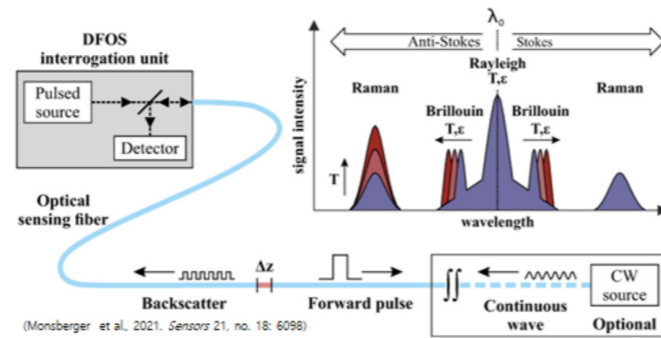 DFOS
interrogation unit
Pulsed
source
Detector
Optical
sensing fiber
λ₀
Anti-Stokes
Stokes
Rayleigh
T,ε
Raman
Brillouin
T,ε
Brillouin
T,ε
Raman
T
signal intensity
wavelength
Δz
Backscatter
Forward pulse
Continuous
wave
CW
source
Optional
(Monsberger et al., 2021. Sensors 21, no. 18: 6098)